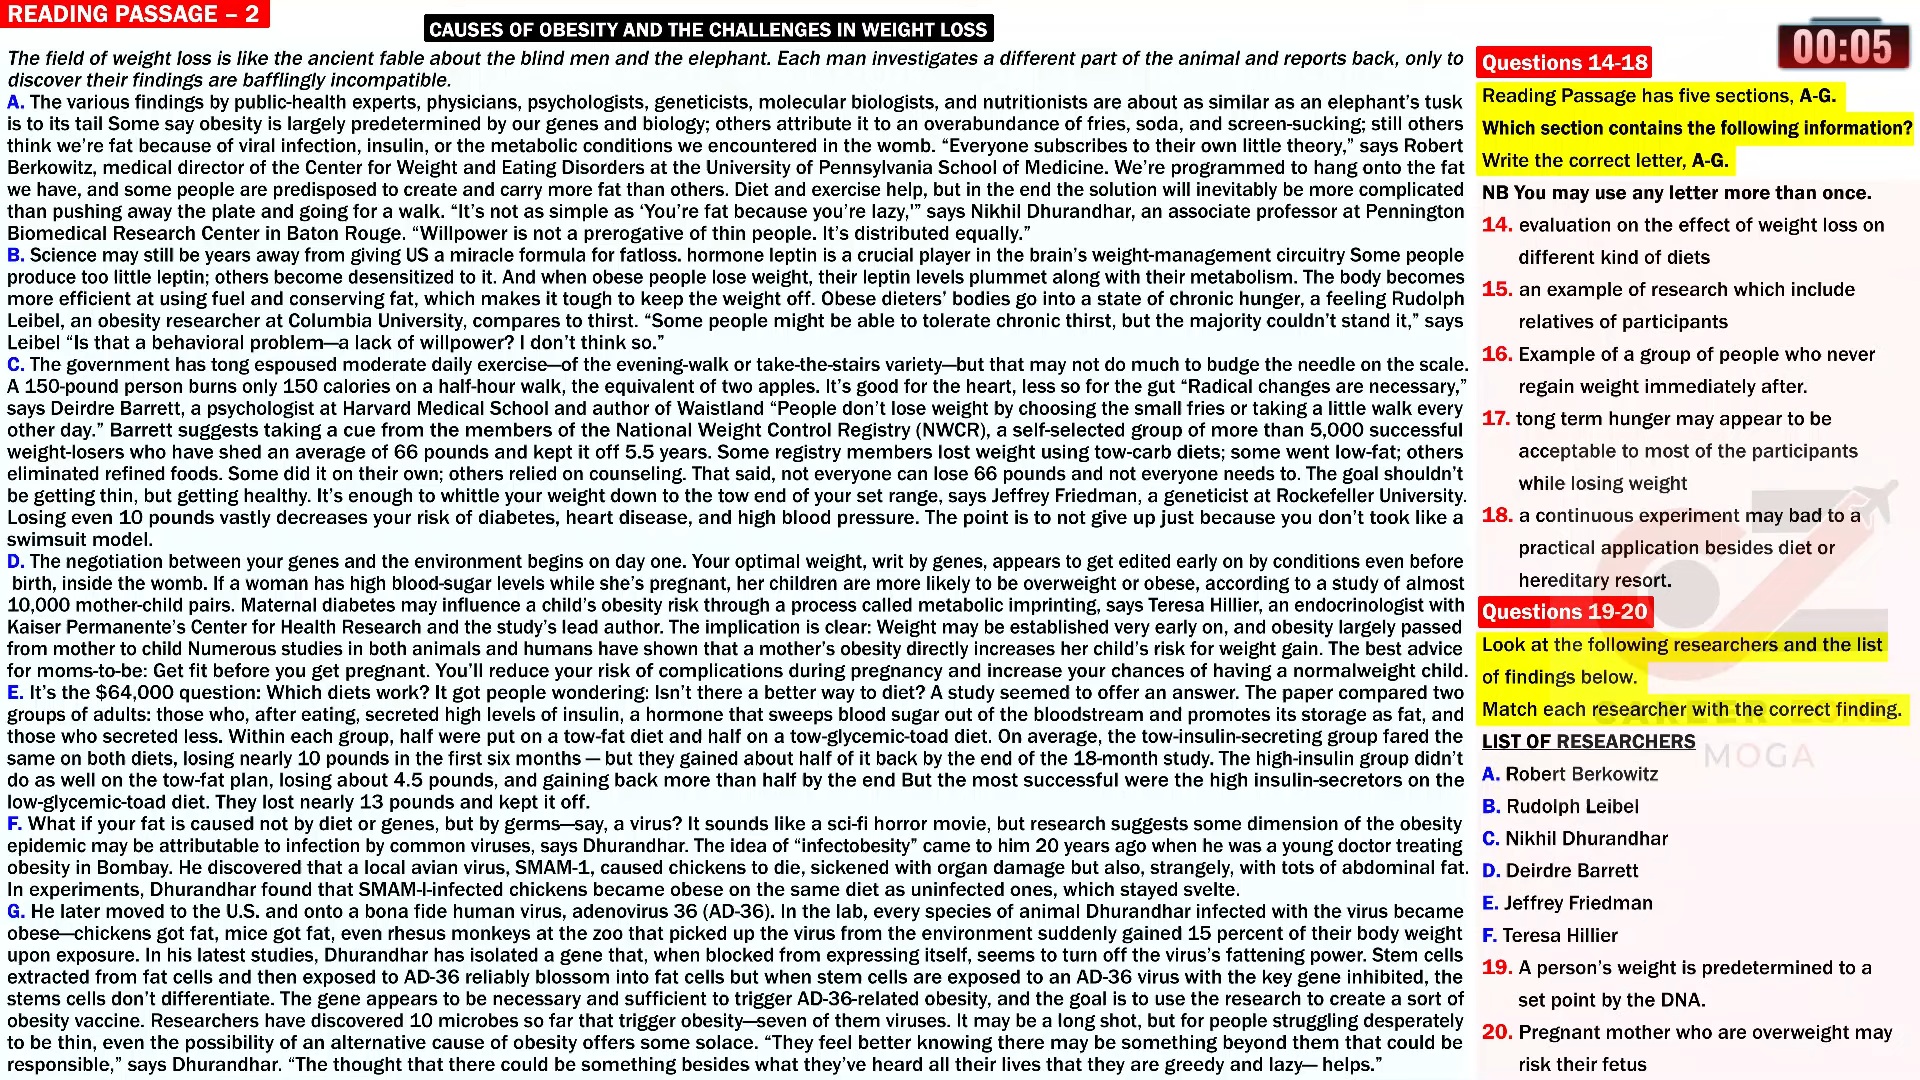 READING PASSAGE – 2
CAUSES OF OBESITY AND THE CHALLENGES IN WEIGHT LOSS
The field of weight loss is like the ancient fable about the blind men and the elephant. Each man investigates a different part of the animal and reports back, only to
discover their findings are bafflingly incompatible.
A. The various findings by public-health experts, physicians, psychologists, geneticists, molecular biologists, and nutritionists are about as similar as an elephant's tusk
is to its tail Some say obesity is largely predetermined by our genes and biology; others attribute it to an overabundance of fries, soda, and screen-sucking; still others
think we're fat because of viral infection, insulin, or the metabolic conditions we encountered in the womb. “Everyone subscribes to their own little theory,” says Robert
Berkowitz, medical director of the Center for Weight and Eating Disorders at the University of Pennsylvania School of Medicine. We're programmed to hang onto the fat
we have, and some people are predisposed to create and carry more fat than others. Diet and exercise help, but in the end the solution will inevitably be more complicated
than pushing away the plate and going for a walk. “It's not as simple as ‘You're fat because you're lazy,'” says Nikhil Dhurandhar, an associate professor at Pennington
Biomedical Research Center in Baton Rouge. “Willpower is not a prerogative of thin people. It's distributed equally.”
B. Science may still be years away from giving US a miracle formula for fatloss. hormone leptin is a crucial player in the brain's weight-management circuitry Some people
produce too little leptin; others become desensitized to it. And when obese people lose weight, their leptin levels plummet along with their metabolism. The body becomes
more efficient at using fuel and conserving fat, which makes it tough to keep the weight off. Obese dieters' bodies go into a state of chronic hunger, a feeling Rudolph
Leibel, an obesity researcher at Columbia University, compares to thirst. “Some people might be able to tolerate chronic thirst, but the majority couldn't stand it,” says
Leibel “Is that a behavioral problem—a lack of willpower? I don't think so.”
C. The government has tong espoused moderate daily exercise—of the evening-walk or take-the-stairs variety—but that may not do much to budge the needle on the scale.
A 150-pound person burns only 150 calories on a half-hour walk, the equivalent of two apples. It's good for the heart, less so for the gut “Radical changes are necessary,”
says Deirdre Barrett, a psychologist at Harvard Medical School and author of Waistland “People don't lose weight by choosing the small fries or taking a little walk every
other day.” Barrett suggests taking a cue from the members of the National Weight Control Registry (NWCR), a self-selected group of more than 5,000 successful
weight-losers who have shed an average of 66 pounds and kept it off 5.5 years. Some registry members lost weight using tow-carb diets; some went low-fat; others
eliminated refined foods. Some did it on their own; others relied on counseling. That said, not everyone can lose 66 pounds and not everyone needs to. The goal shouldn't
be getting thin, but getting healthy. It's enough to whittle your weight down to the tow end of your set range, says Jeffrey Friedman, a geneticist at Rockefeller University.
Losing even 10 pounds vastly decreases your risk of diabetes, heart disease, and high blood pressure. The point is to not give up just because you don't took like a
swimsuit model.
D. The negotiation between your genes and the environment begins on day one. Your optimal weight, writ by genes, appears to get edited early on by conditions even before
birth, inside the womb. If a woman has high blood-sugar levels while she's pregnant, her children are more likely to be overweight or obese, according to a study of almost
10,000 mother-child pairs. Maternal diabetes may influence a child's obesity risk through a process called metabolic imprinting, says Teresa Hillier, an endocrinologist with
Kaiser Permanente's Center for Health Research and the study's lead author. The implication is clear: Weight may be established very early on, and obesity largely passed
from mother to child Numerous studies in both animals and humans have shown that a mother's obesity directly increases her child's risk for weight gain. The best advice
for moms-to-be: Get fit before you get pregnant. You'll reduce your risk of complications during pregnancy and increase your chances of having a normalweight child.
E. It's the $64,000 question: Which diets work? It got people wondering: Isn't there a better way to diet? A study seemed to offer an answer. The paper compared two
groups of adults: those who, after eating, secreted high levels of insulin, a hormone that sweeps blood sugar out of the bloodstream and promotes its storage as fat, and
those who secreted less. Within each group, half were put on a tow-fat diet and half on a tow-glycemic-toad diet. On average, the tow-insulin-secreting group fared the
same on both diets, losing nearly 10 pounds in the first six months — but they gained about half of it back by the end of the 18-month study. The high-insulin group didn't
do as well on the tow-fat plan, losing about 4.5 pounds, and gaining back more than half by the end But the most successful were the high insulin-secretors on the
low-glycemic-toad diet. They lost nearly 13 pounds and kept it off.
F. What if your fat is caused not by diet or genes, but by germs—say, a virus? It sounds like a sci-fi horror movie, but research suggests some dimension of the obesity
epidemic may be attributable to infection by common viruses, says Dhurandhar. The idea of “infectobesity” came to him 20 years ago when he was a young doctor treating
obesity in Bombay. He discovered that a local avian virus, SMAM-1, caused chickens to die, sickened with organ damage but also, strangely, with tots of abdominal fat.
In experiments, Dhurandhar found that SMAM-I-infected chickens became obese on the same diet as uninfected ones, which stayed svelte.
G. He later moved to the U.S. and onto a bona fide human virus, adenovirus 36 (AD-36). In the lab, every species of animal Dhurandhar infected with the virus became
obese—chickens got fat, mice got fat, even rhesus monkeys at the zoo that picked up the virus from the environment suddenly gained 15 percent of their body weight
upon exposure. In his latest studies, Dhurandhar has isolated a gene that, when blocked from expressing itself, seems to turn off the virus's fattening power. Stem cells
extracted from fat cells and then exposed to AD-36 reliably blossom into fat cells but when stem cells are exposed to an AD-36 virus with the key gene inhibited, the
stems cells don't differentiate. The gene appears to be necessary and sufficient to trigger AD-36-related obesity, and the goal is to use the research to create a sort of
obesity vaccine. Researchers have discovered 10 microbes so far that trigger obesity—seven of them viruses. It may be a long shot, but for people struggling desperately
to be thin, even the possibility of an alternative cause of obesity offers some solace. “They feel better knowing there may be something beyond them that could be
responsible,” says Dhurandhar. “The thought that there could be something besides what they've heard all their lives that they are greedy and lazy— helps.”
00:05
Questions 14-18
Reading Passage has five sections, A-G.
Which section contains the following information?
Write the correct letter, A-G.
NB You may use any letter more than once.
14. evaluation on the effect of weight loss on
different kind of diets
15. an example of research which include
relatives of participants
16. Example of a group of people who never
regain weight immediately after.
17. tong term hunger may appear to be
acceptable to most of the participants
while losing weight
18. a continuous experiment may bad to a
practical application besides diet or
hereditary resort.
Questions 19-20
Look at the following researchers and the list
of findings below.
Match each researcher with the correct finding.
LIST OF RESEARCHERS
A. Robert Berkowitz
B. Rudolph Leibel
C. Nikhil Dhurandhar
D. Deirdre Barrett
E. Jeffrey Friedman
F. Teresa Hillier
19. A person's weight is predetermined to a
set point by the DNA.
20. Pregnant mother who are overweight may
risk their fetus
CAREER ZONE
MOGA